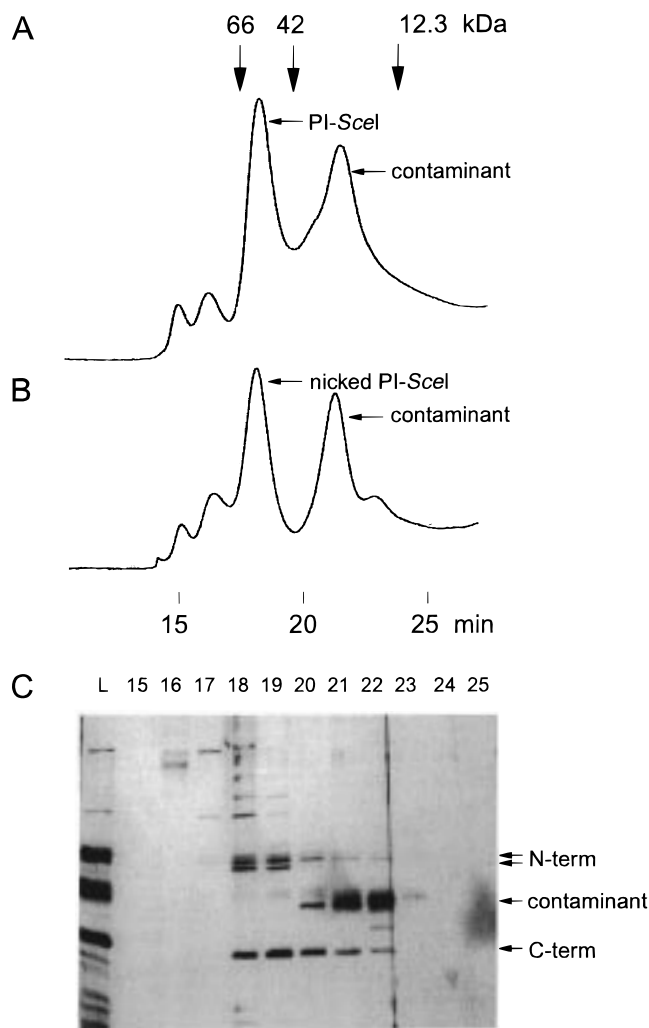 A 66 42 12.3 kDa
PI-SceI
contaminant
B nicked PI-SceI
contaminant
15 20 25 min
C L 15 16 17 18 19 20 21 22 23 24 25
N-term
contaminant
C-term